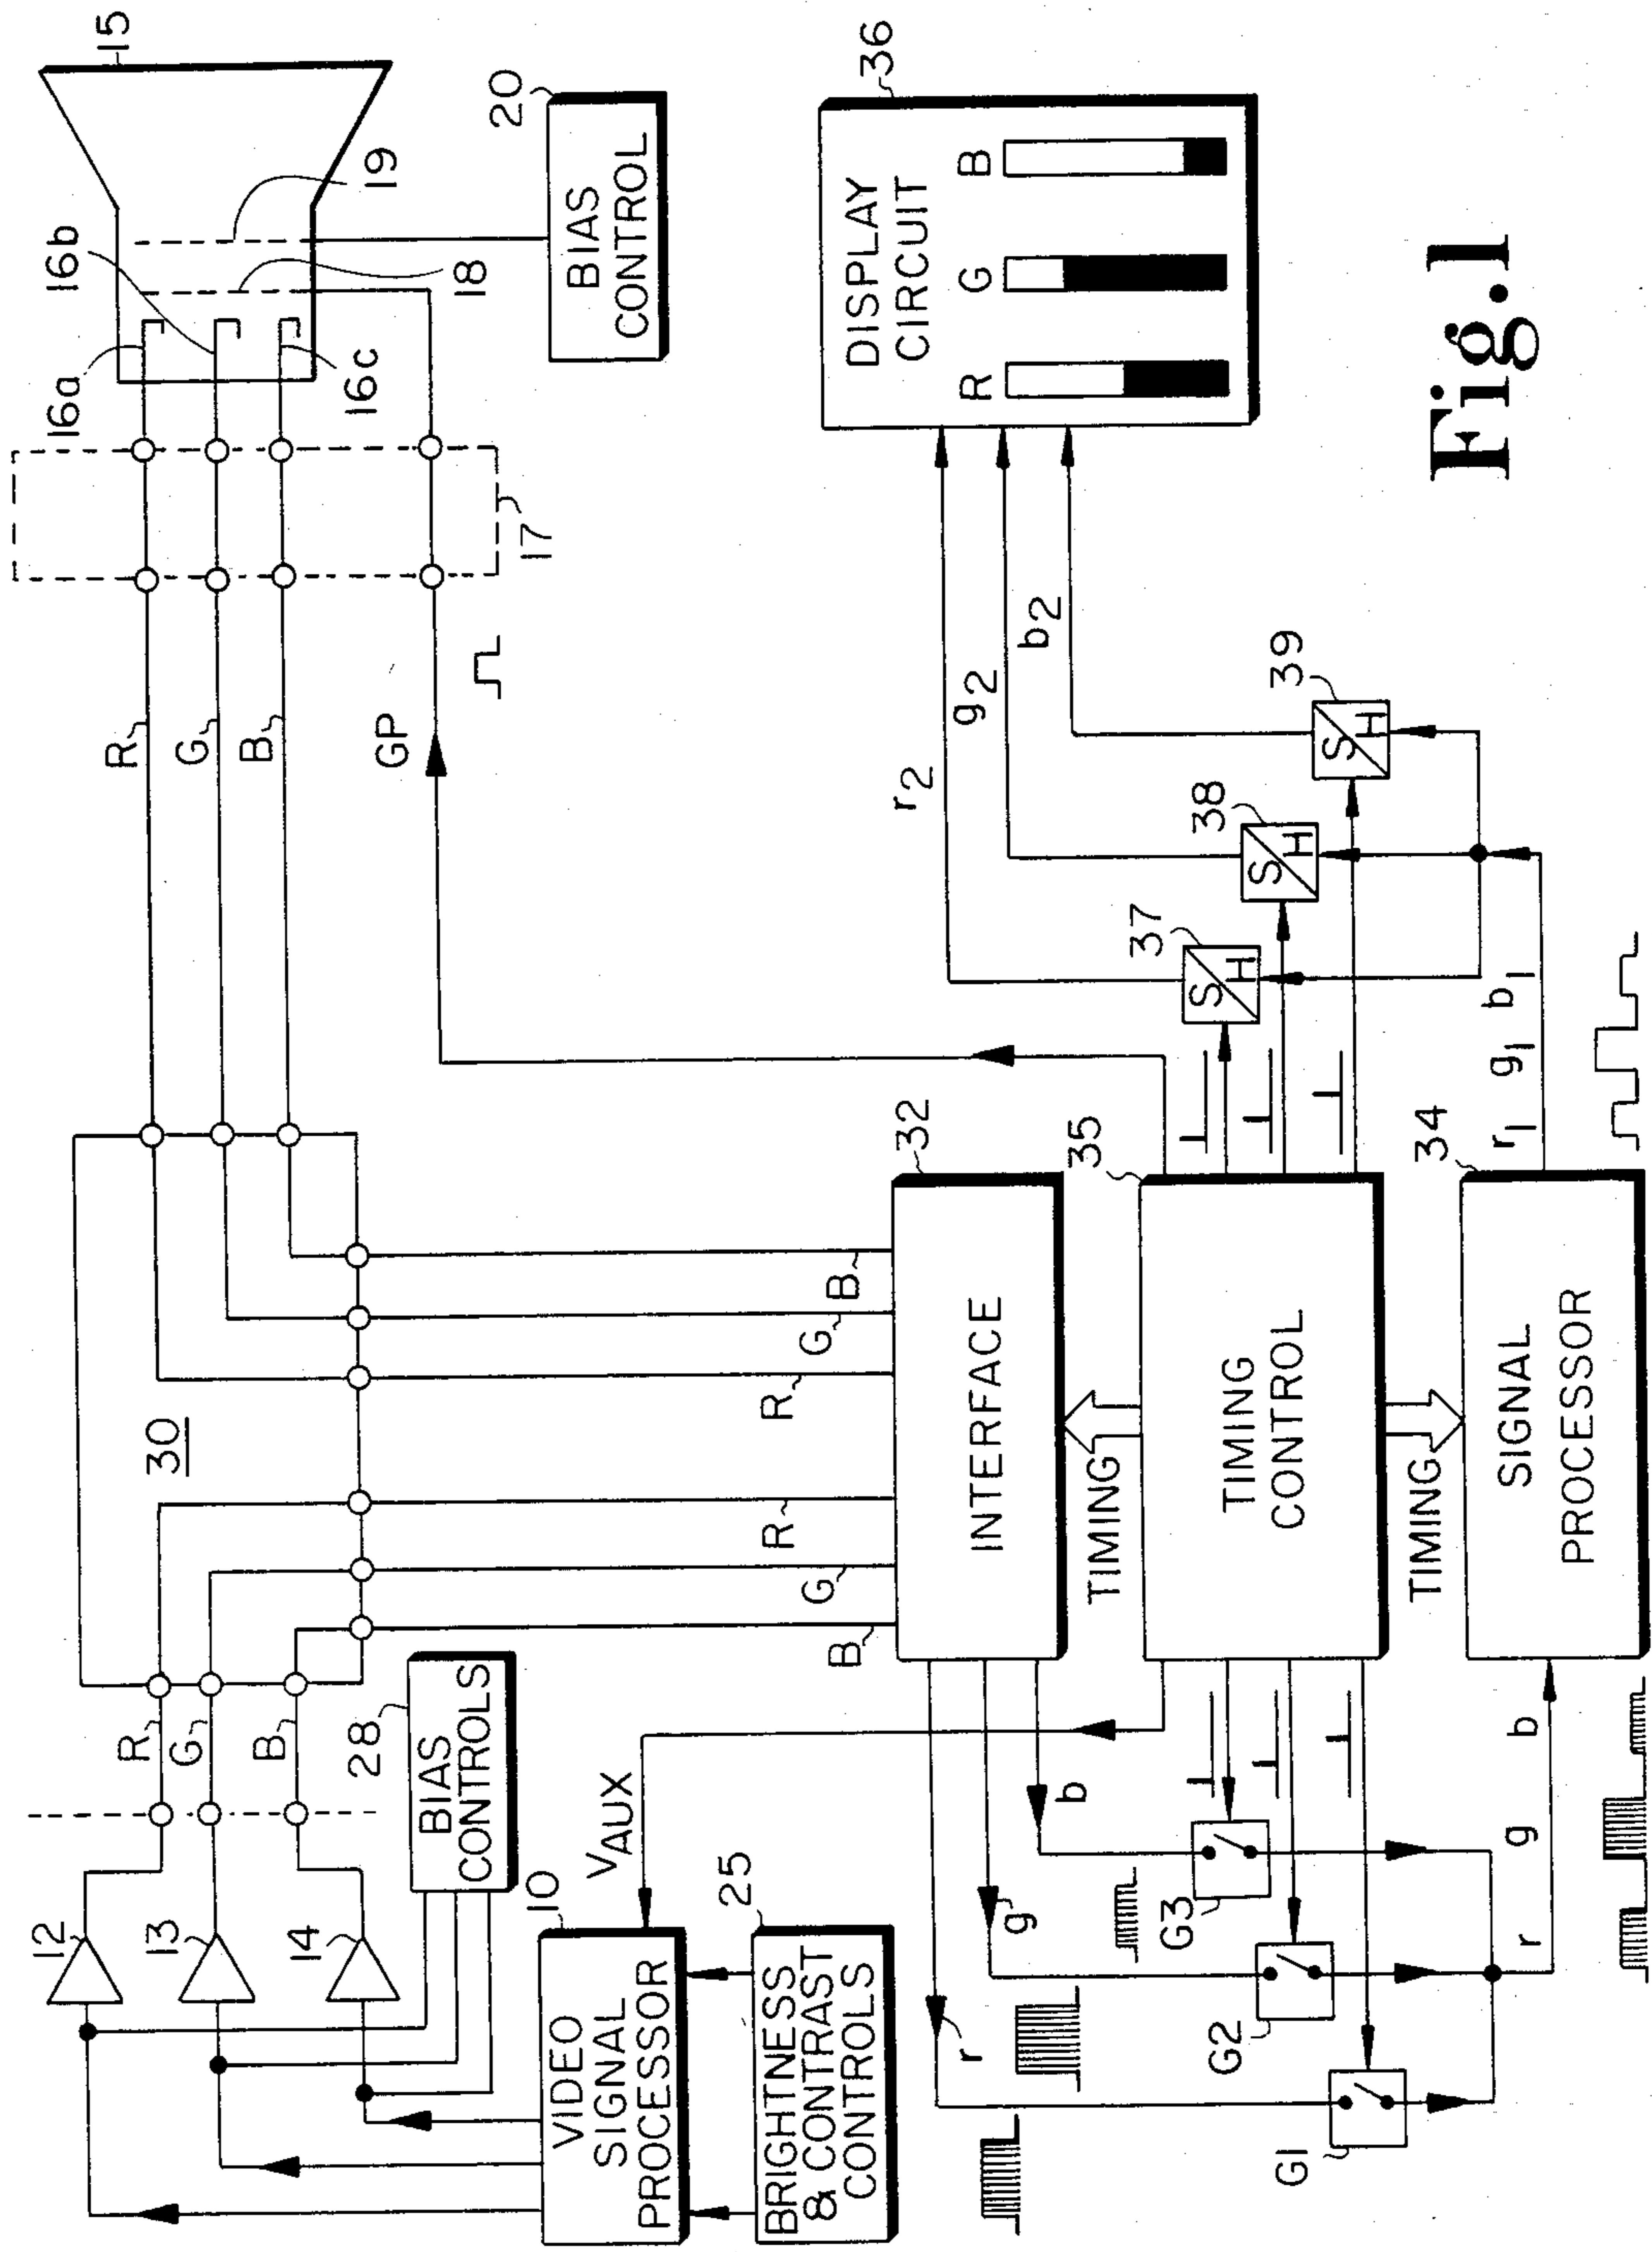 12
13
14
R
G
B
30
R
G
B
16a
16b
16c
15
19
18
17
20
BIAS
CONTROL
28
BIAS
CONTROLS
GP
10
VIDEO
SIGNAL
PROCESSOR
VAUX
25
BRIGHTNESS
& CONTRAST
CONTROLS
B
G
R
R
G
B
32
INTERFACE
TIMING
35
TIMING
CONTROL
TIMING
34
SIGNAL
PROCESSOR
r
g
b
G1
G2
G3
r
g
b
r1
g1
b1
37
S/H
38
S/H
39
S/H
r2
g2
b2
36
DISPLAY
CIRCUIT
R
G
B
Fig.1